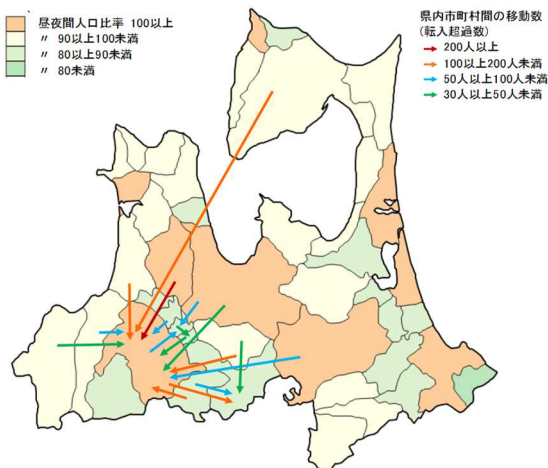 昼夜間人口比率 100以上
〃 90以上100未満
〃 80以上90未満
〃 80未満
県内市町村間の移動数
(転入超過数)
200人以上
100以上200人未満
50人以上100人未満
30人以上50人未満